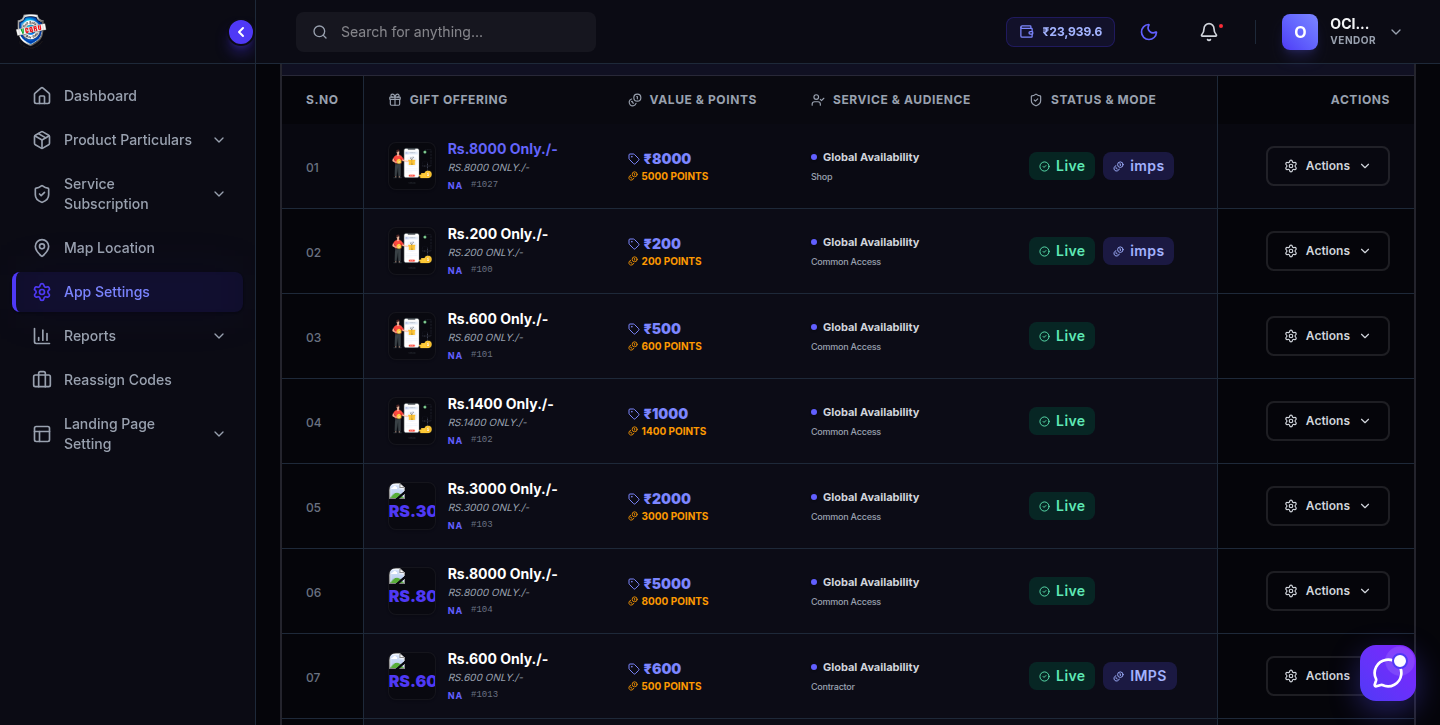 Search for anything...
₹23,939.6
O
OCI...
VENDOR
Dashboard
Product Particulars
Service
Subscription
Map Location
App Settings
Reports
Reassign Codes
Landing Page
Setting
S.NO
GIFT OFFERING
VALUE & POINTS
SERVICE & AUDIENCE
STATUS & MODE
ACTIONS
01
Rs.8000 Only./-
RS.8000 ONLY./-
NA #1027
₹8000
5000 POINTS
Global Availability
Shop
Live
imps
Actions
02
Rs.200 Only./-
RS.200 ONLY./-
NA #100
₹200
200 POINTS
Global Availability
Common Access
Live
imps
Actions
03
Rs.600 Only./-
RS.600 ONLY./-
NA #101
₹500
600 POINTS
Global Availability
Common Access
Live
Actions
04
Rs.1400 Only./-
RS.1400 ONLY./-
NA #102
₹1000
1400 POINTS
Global Availability
Common Access
Live
Actions
05
RS.30
Rs.3000 Only./-
RS.3000 ONLY./-
NA #103
₹2000
3000 POINTS
Global Availability
Common Access
Live
Actions
06
RS.80
Rs.8000 Only./-
RS.8000 ONLY./-
NA #104
₹5000
8000 POINTS
Global Availability
Common Access
Live
Actions
07
RS.60
Rs.600 Only./-
RS.600 ONLY./-
NA #1013
₹600
500 POINTS
Global Availability
Contractor
Live
IMPS
Actions